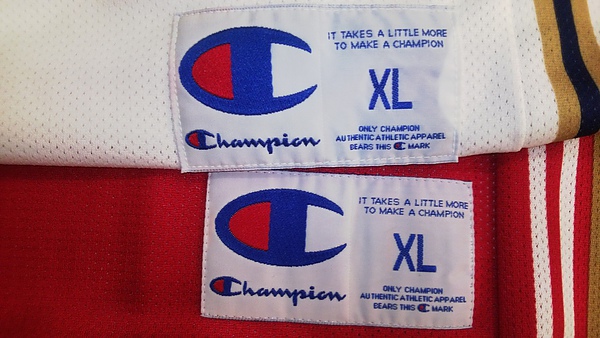 IT TAKES A LITTLE MORE
TO MAKE A CHAMPION
XL
Champion
ONLY CHAMPION
AUTHENTIC ATHLETIC APPAREL
BEARS THIS C MARK
IT TAKES A LITTLE MORE
TO MAKE A CHAMPION
XL
Champion
ONLY CHAMPION
AUTHENTIC ATHLETIC APPAREL
BEARS THIS C MARK